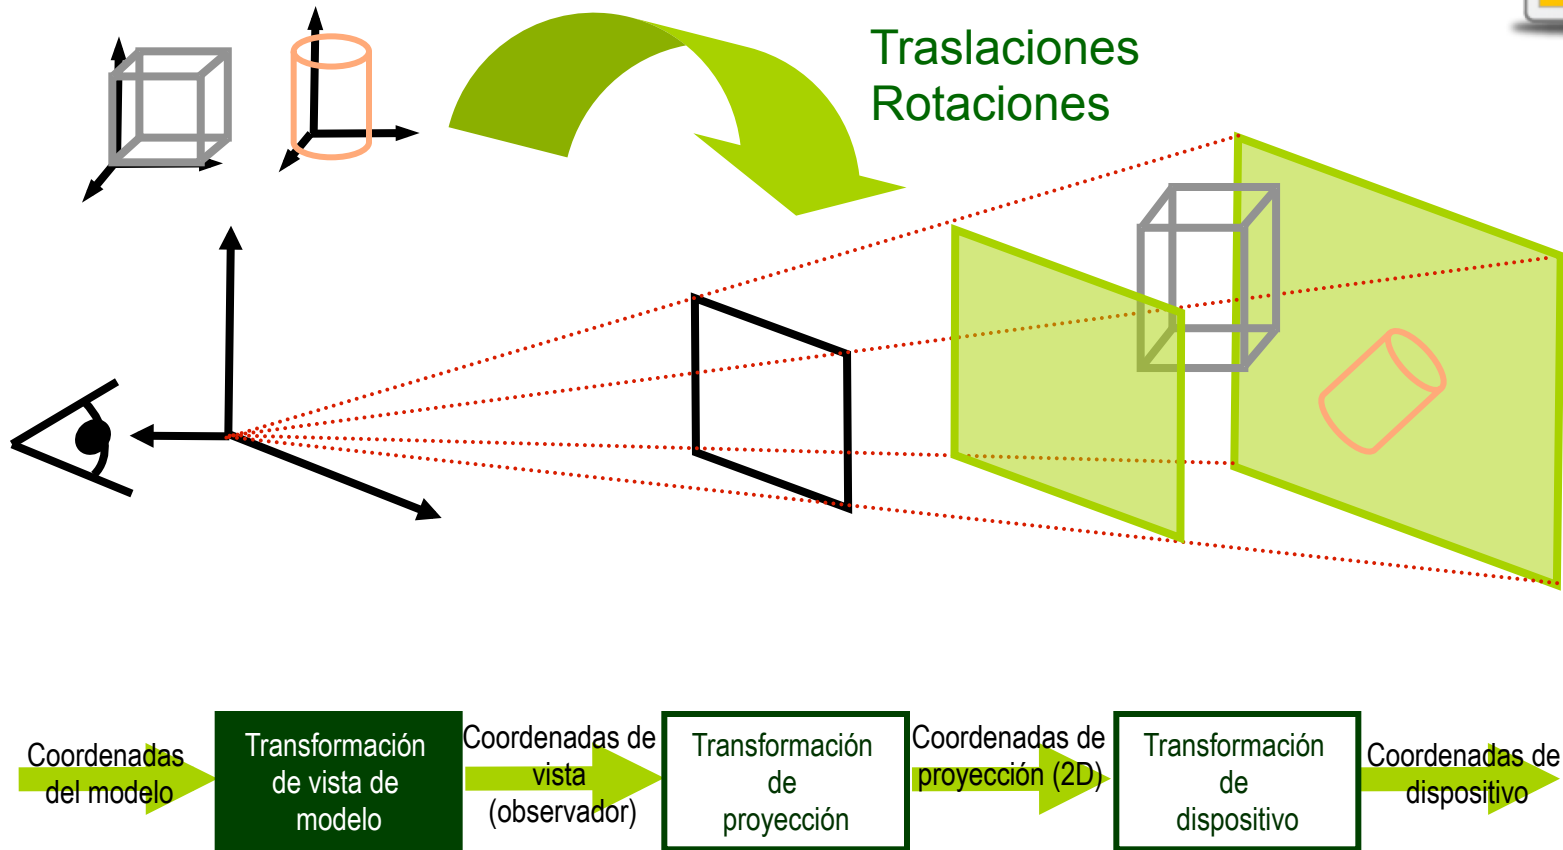 Traslaciones
Rotaciones
Coordenadas
del modelo
Transformación
de vista de
modelo
Coordenadas de
vista
(observador)
Transformación
de
proyección
Coordenadas de
proyección (2D)
Transformación
de
dispositivo
Coordenadas de
dispositivo